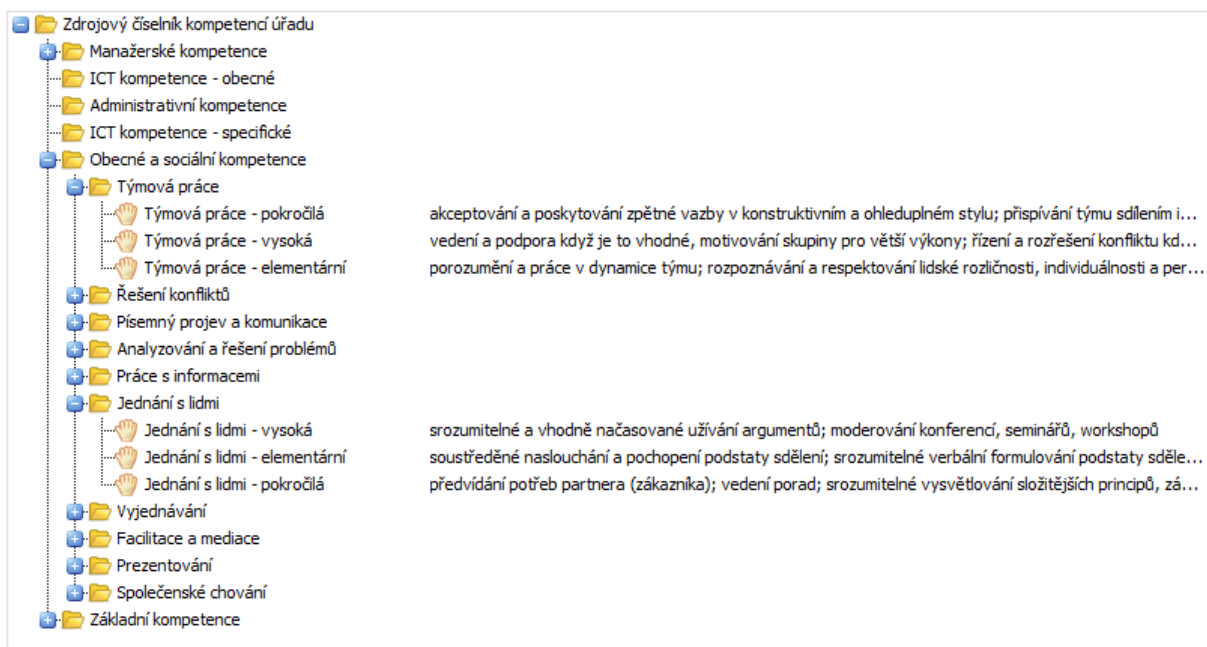 Zdrojový číselník kompetencí úřadu
Manažerské kompetence
ICT kompetence - obecné
Administrativní kompetence
ICT kompetence - specifické
Obecné a sociální kompetence
Týmová práce
Týmová práce - pokročilá akceptování a poskytování zpětné vazby v konstruktivním a ohleduplném stylu; přispívání týmu sdílením i...
Týmová práce - vysoká vedení a podpora když je to vhodné, motivování skupiny pro větší výkony; řízení a rozřešení konfliktu kd...
Týmová práce - elementární porozumění a práce v dynamice týmu; rozpoznávání a respektování lidské rozličnosti, individuálnosti a per...
Řešení konfliktů
Písemný projev a komunikace
Analyzování a řešení problémů
Práce s informacemi
Jednání s lidmi
Jednání s lidmi - vysoká srozumitelné a vhodně načasované užívání argumentů; moderování konferencí, seminářů, workshopů
Jednání s lidmi - elementární soustředěné naslouchání a pochopení podstaty sdělení; srozumitelné verbální formulování podstaty sděle...
Jednání s lidmi - pokročilá předvídání potřeb partnera (zákazníka); vedení porad; srozumitelné vysvětlování složitějších principů, zá...
Vyjednávání
Facilitace a mediace
Prezentování
Společenské chování
Základní kompetence